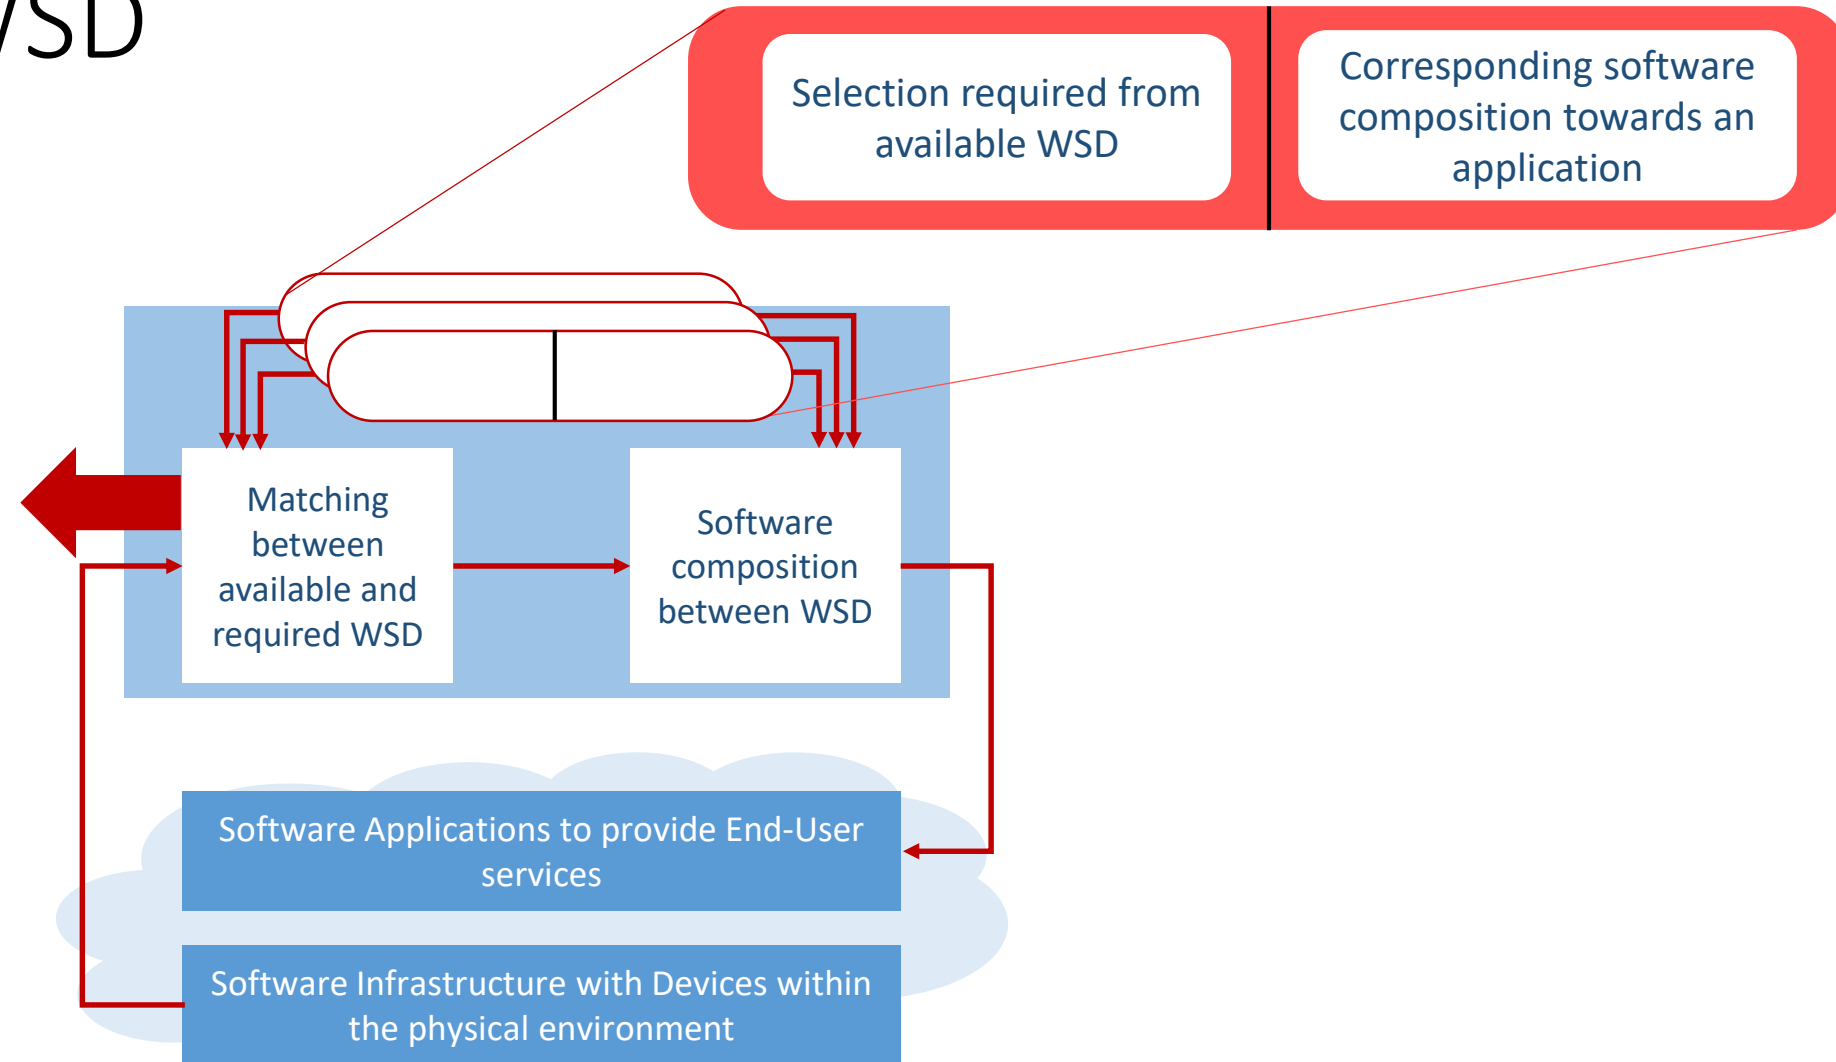 WSD
Selection required from
available WSD
Corresponding software
composition towards an
application
Matching
between
available and
required WSD
Software
composition
between WSD
Software Applications to provide End-User
services
Software Infrastructure with Devices within
the physical environment